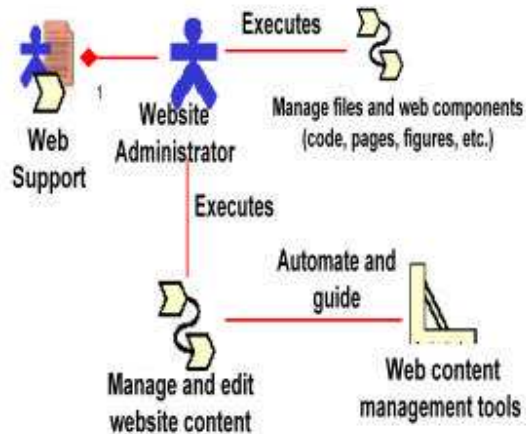 Executes
1
Web
Support
Website
Administrator
Manage files and web components
(code, pages, figures, etc.)
Executes
Automate and
guide
Manage and edit
website content
Web content
management tools